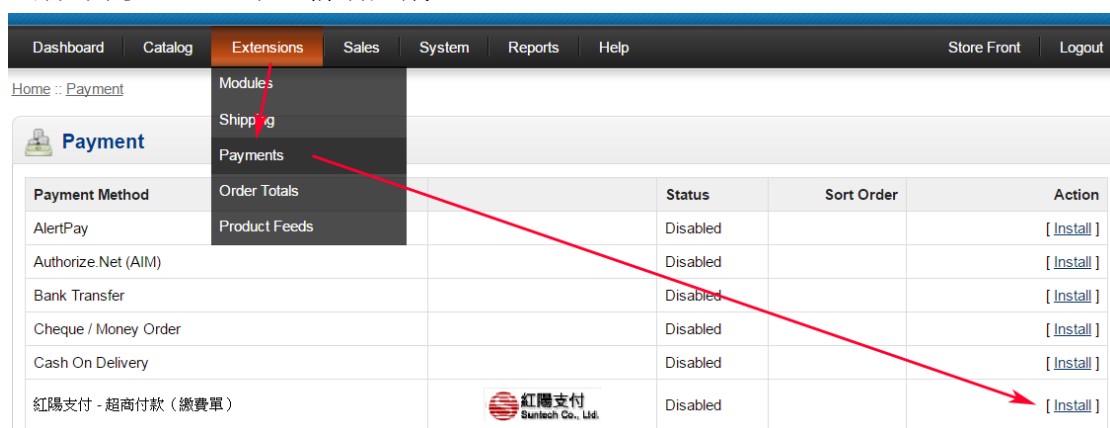 Dashboard Catalog Extensions Sales System Reports Help Store Front Logout
Home :: Payment
Modules
Shipping
Payments
Order Totals
Product Feeds
Payment
Payment Method Status Sort Order Action
AlertPay Disabled [ Install ]
Authorize.Net (AIM) Disabled [ Install ]
Bank Transfer Disabled [ Install ]
Cheque / Money Order Disabled [ Install ]
Cash On Delivery Disabled [ Install ]
紅陽支付 - 超商付款（繳費單） 紅陽支付 Suntech Co., Ltd. Disabled [ Install ]